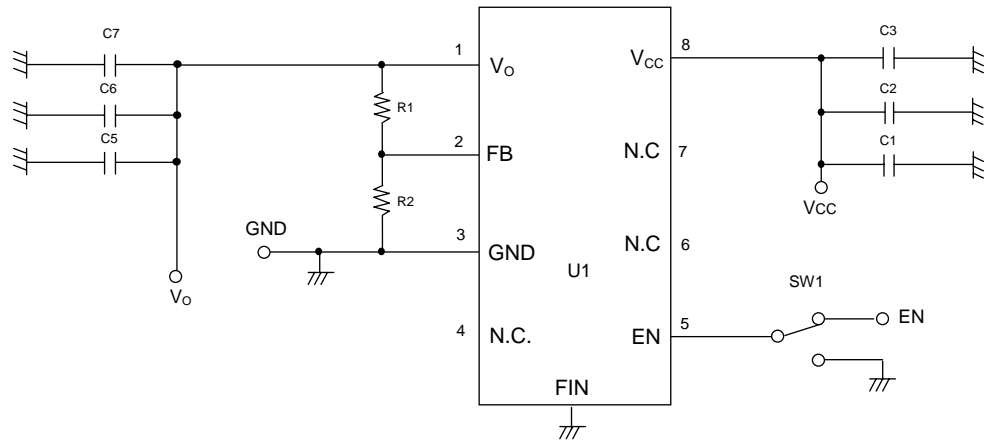 C7
C6
C5
1
2
3
4
R1
R2
GND
Vo
Vo
FB
GND
N.C.
U1
FIN
Vcc
N.C
N.C
EN
8
7
6
5
C3
C2
C1
Vcc
SW1
EN